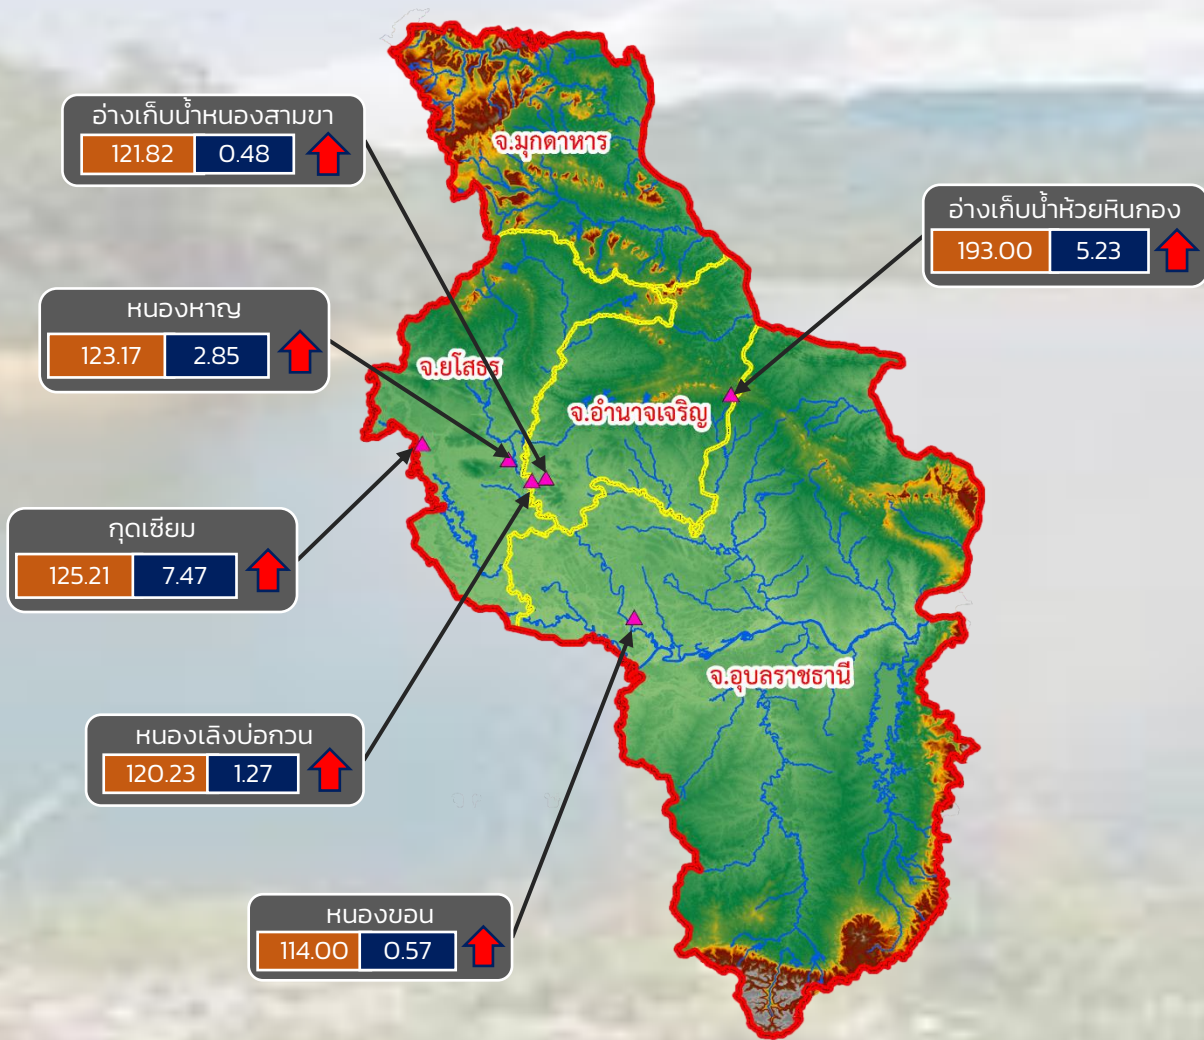 อ่างเก็บน้ำหนองสามขา
121.82 0.48
จ.มุกดาหาร
อ่างเก็บน้ำห้วยหินกอง
193.00 5.23
หนองหาญ
123.17 2.85
จ.ยโสธร
จ.อำนาจเจริญ
กุดเซียม
125.21 7.47
จ.อุบลราชธานี
หนองเลิงบ่อกวน
120.23 1.27
หนองขอน
114.00 0.57